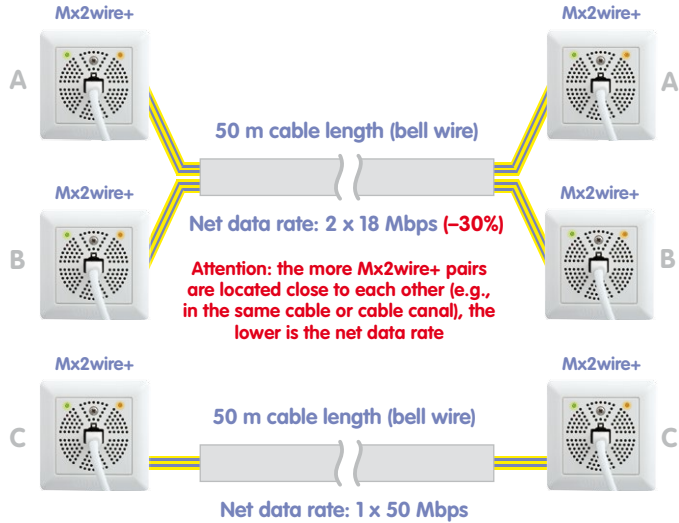 Mx2wire+ Mx2wire+
A A
50 m cable length (bell wire)
Mx2wire+ Mx2wire+
B B
Net data rate: 2 x 18 Mbps (–30%)
Attention: the more Mx2wire+ pairs
are located close to each other (e.g.,
in the same cable or cable canal), the
lower is the net data rate
Mx2wire+ Mx2wire+
C C
50 m cable length (bell wire)
Net data rate: 1 x 50 Mbps